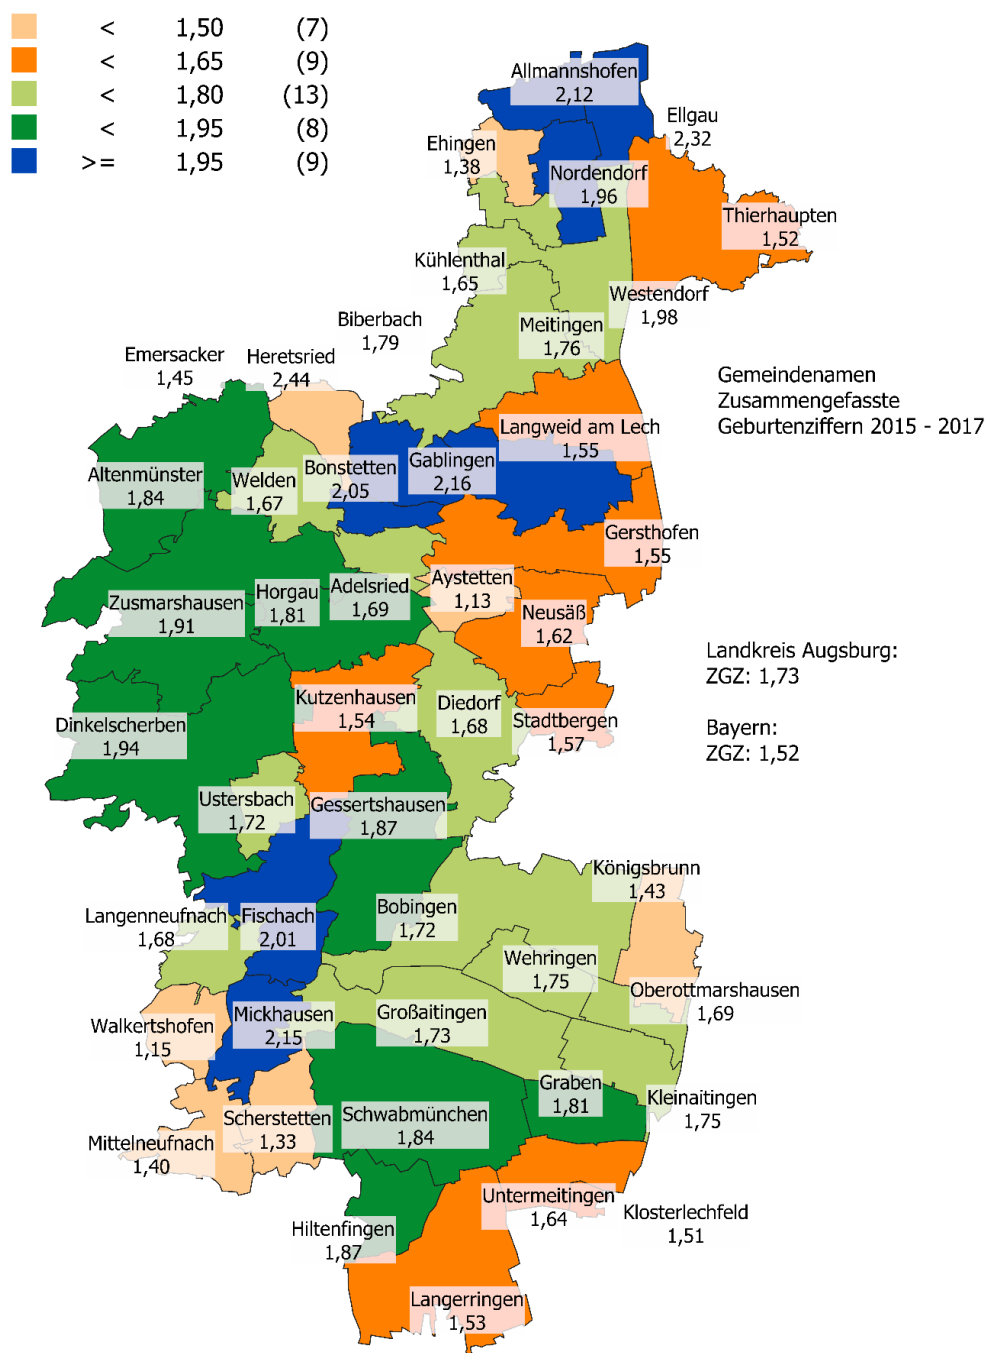 < 1,50 (7)
< 1,65 (9)
< 1,80 (13)
< 1,95 (8)
>= 1,95 (9)
Allmannshofen
2,12
Ellgau
2,32
Ehingen
1,38
Nordendorf
1,96
Thierhaupten
1,52
Kühlenthal
1,65
Westendorf
1,98
Biberbach
1,79
Meitingen
1,76
Emersacker
1,45
Heretsried
2,44
Gemeindenamen
Zusammengefasste
Geburtenziffern 2015 - 2017
Langweid am Lech
1,55
Altenmünster
1,84
Welden
1,67
Bonstetten
2,05
Gablingen
2,16
Gersthofen
1,55
Zusmarshausen
1,91
Horgau
1,81
Adelsried
1,69
Aystetten
1,13
Neusäß
1,62
Landkreis Augsburg:
ZGZ: 1,73
Bayern:
ZGZ: 1,52
Dinkelscherben
1,94
Kutzenhausen
1,54
Diedorf
1,68
Stadtbergen
1,57
Ustersbach
1,72
Gessertshausen
1,87
Königsbrunn
1,43
Langenneufnach
1,68
Fischach
2,01
Bobingen
1,72
Wehringen
1,75
Oberottmarshausen
1,69
Walkertshofen
1,15
Mickhausen
2,15
Großaitingen
1,73
Graben
1,81
Kleinaitingen
1,75
Mittelneufnach
1,40
Scherstetten
1,33
Schwabmünchen
1,84
Untermeitingen
1,64
Klosterlechfeld
1,51
Hiltenfingen
1,87
Langerringen
1,53